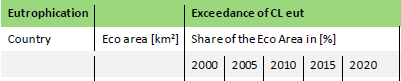 Eutrophication Exceedance of CL eut
Country Eco area [km²] Share of the Eco Area in [%]
2000 2005 2010 2015 2020